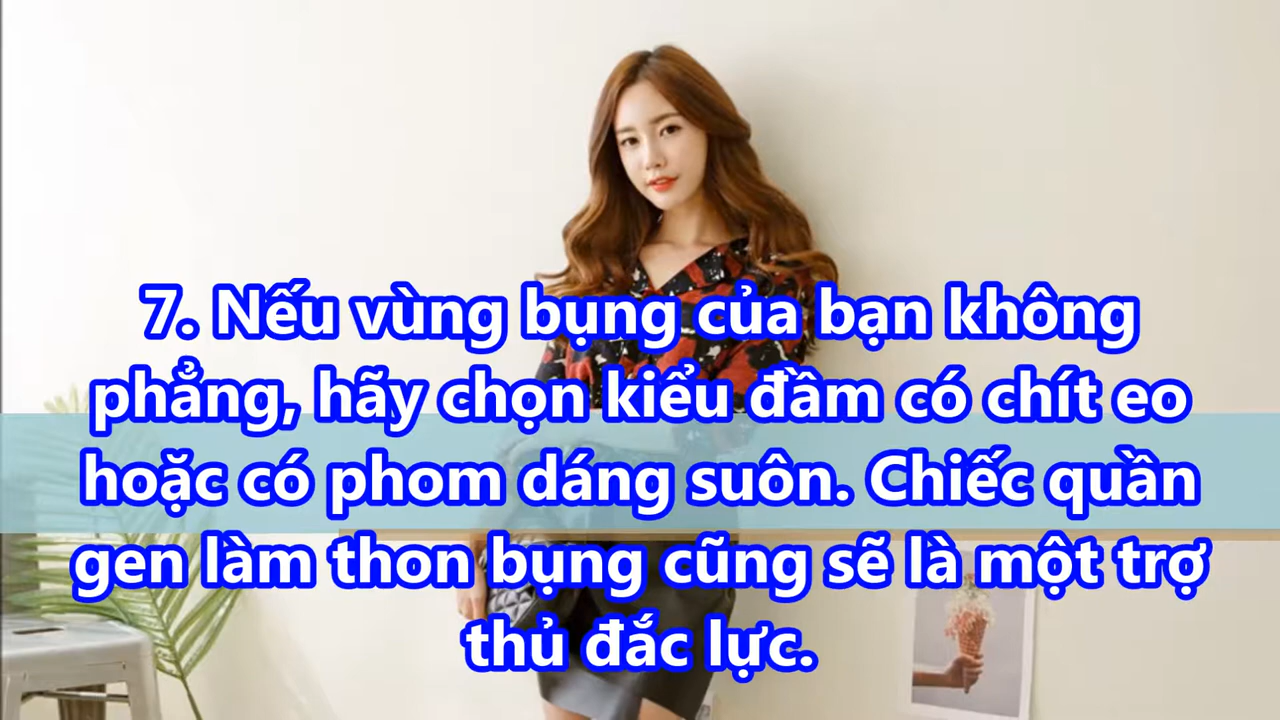 7. Nếu vùng bụng của bạn không
phẳng, hãy chọn kiểu đầm có chít eo
hoặc có phom dáng suôn. Chiếc quần
gen làm thon bụng cũng sẽ là một trợ
thủ đắc lực.